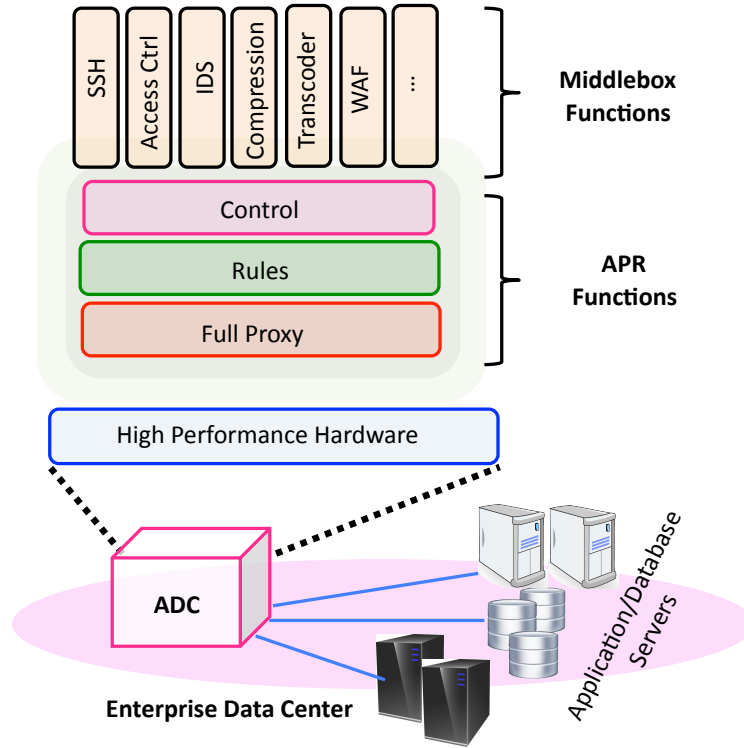 SSH
Access Ctrl
IDS
Compression
Transcoder
WAF
...
Middlebox
Functions
Control
Rules
Full Proxy
APR
Functions
High Performance Hardware
ADC
Application/Database
Servers
Enterprise Data Center